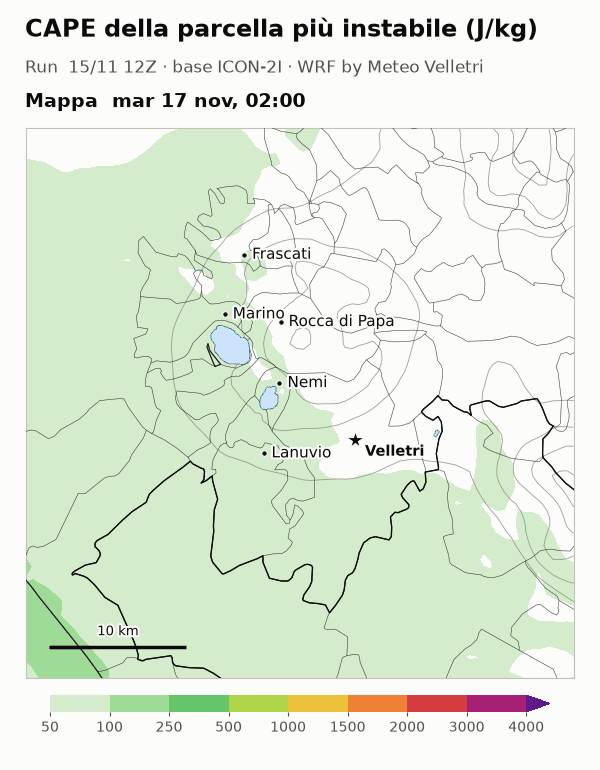 CAPE della parcella più instabile (J/kg)
Run  15/11 12Z · base ICON-2I · WRF by Meteo Velletri
Mappa  mar 17 nov, 02:00
Frascati
Marino
Rocca di Papa
Nemi
Velletri
Lanuvio
10 km
50 100 250 500 1000 1500 2000 3000 4000